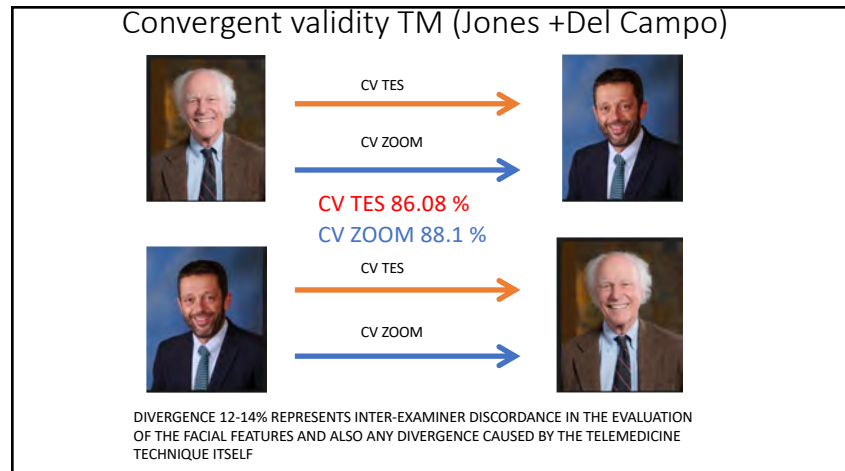 Convergent validity TM (Jones +Del Campo)
CV TES
CV ZOOM
CV TES 86.08 %
CV ZOOM 88.1 %
CV TES
CV ZOOM
DIVERGENCE 12-14% REPRESENTS INTER-EXAMINER DISCORDANCE IN THE EVALUATION
OF THE FACIAL FEATURES AND ALSO ANY DIVERGENCE CAUSED BY THE TELEMEDICINE
TECHNIQUE ITSELF